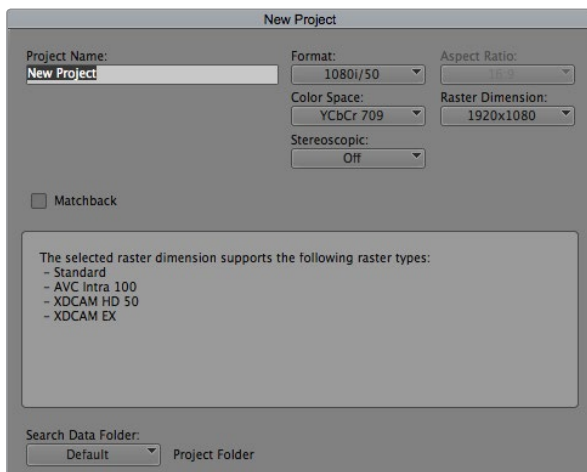 New Project
Project Name:
New Project
Format:
1080i/50
Aspect Ratio:
16:9
Color Space:
YCbCr 709
Raster Dimension:
1920x1080
Stereoscopic:
Off
Matchback
The selected raster dimension supports the following raster types:
– Standard
– AVC Intra 100
– XDCAM HD 50
– XDCAM EX
Search Data Folder:
Default
Project Folder